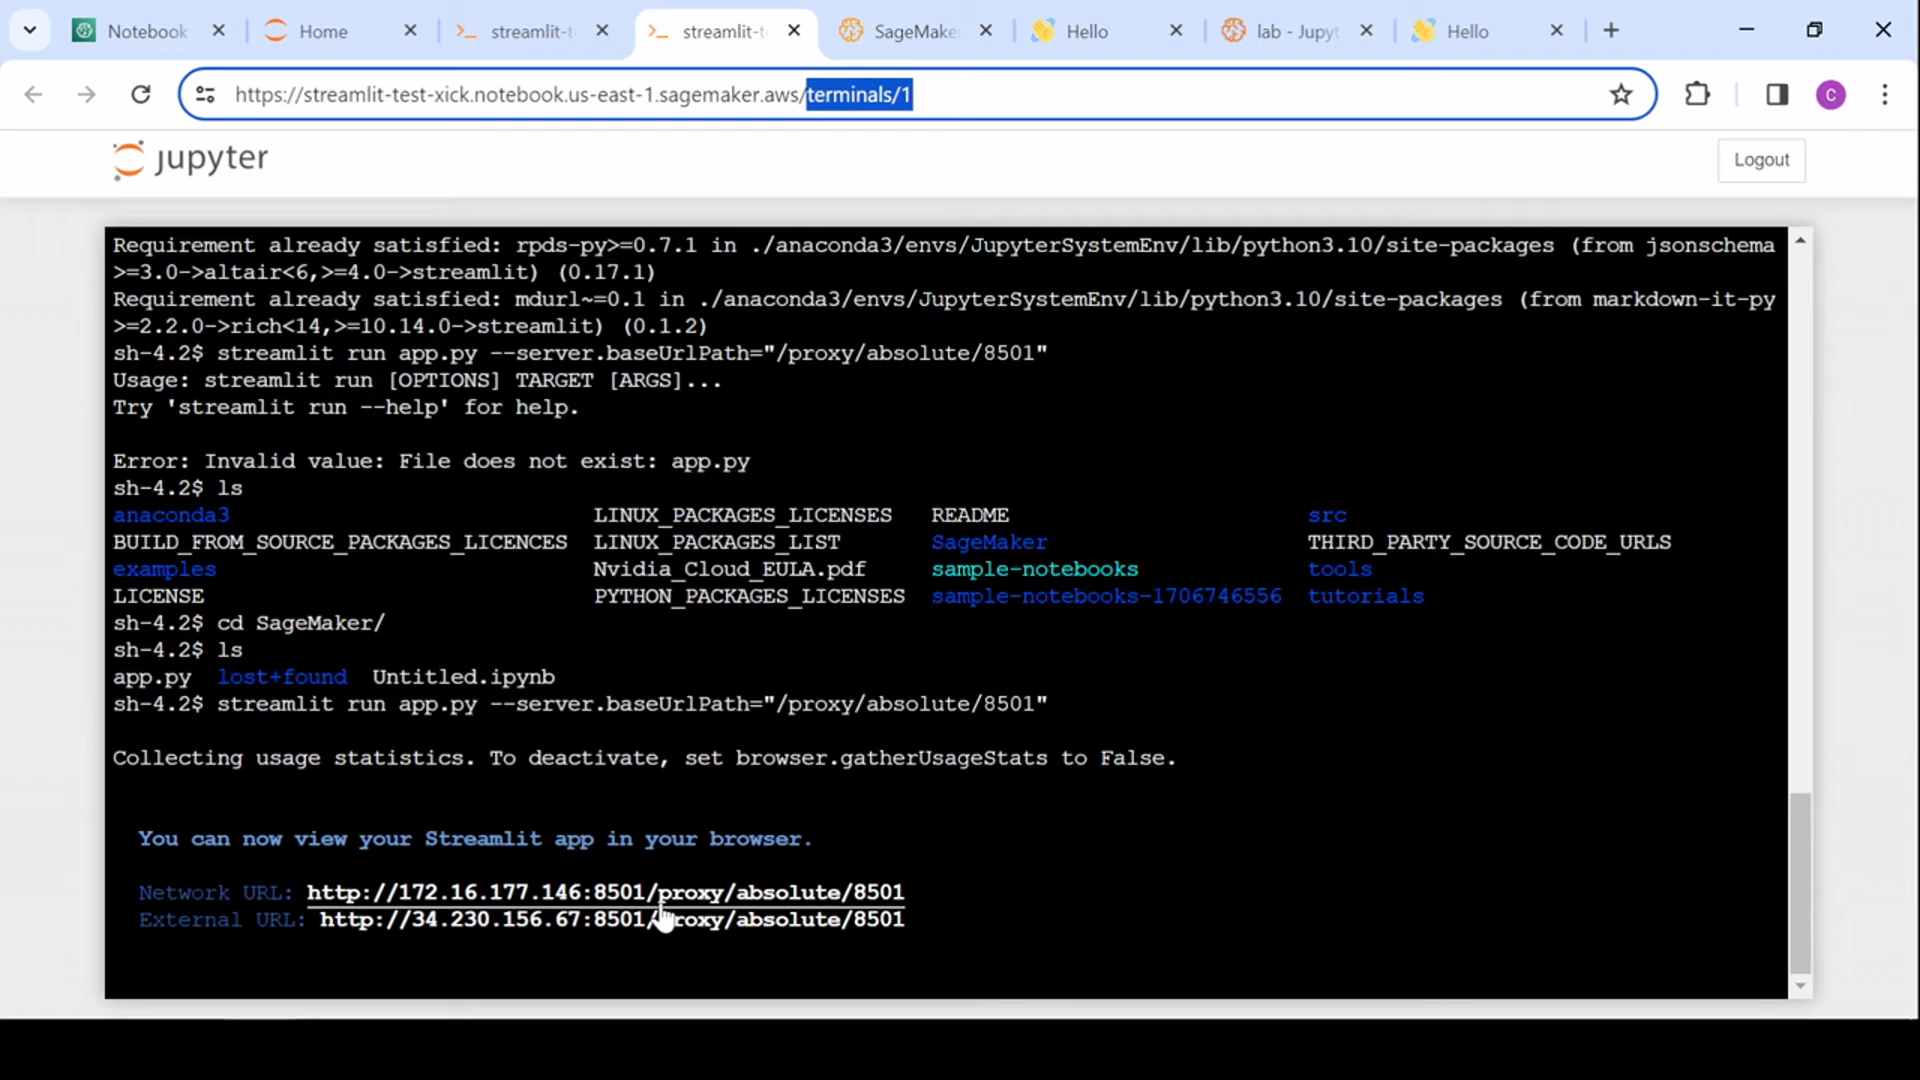 Notebook
Home
streamlit-t
streamlit-t
SageMake
Hello
lab - Jupyt
Hello
https://streamlit-test-xick.notebook.us-east-1.sagemaker.aws/terminals/1
C
jupyter
Logout
Requirement already satisfied: rpds-py>=0.7.1 in ./anaconda3/envs/JupyterSystemEnv/lib/python3.10/site-packages (from jsonschema
>=3.0->altair<6,>=4.0->streamlit) (0.17.1)
Requirement already satisfied: mdurl~=0.1 in ./anaconda3/envs/JupyterSystemEnv/lib/python3.10/site-packages (from markdown-it-py
>=2.2.0->rich<14,>=10.14.0->streamlit) (0.1.2)
sh-4.2$ streamlit run app.py --server.baseUrlPath="/proxy/absolute/8501"
Usage: streamlit run [OPTIONS] TARGET [ARGS]...
Try 'streamlit run --help' for help.
Error: Invalid value: File does not exist: app.py
sh-4.2$ ls
anaconda3 LINUX_PACKAGES_LICENSES README src
BUILD_FROM_SOURCE_PACKAGES_LICENCES LINUX_PACKAGES_LIST SageMaker THIRD_PARTY_SOURCE_CODE_URLS
examples Nvidia_Cloud_EULA.pdf sample-notebooks tools
LICENSE PYTHON_PACKAGES_LICENSES sample-notebooks-1706746556 tutorials
sh-4.2$ cd SageMaker/
sh-4.2$ ls
app.py lost+found Untitled.ipynb
sh-4.2$ streamlit run app.py --server.baseUrlPath="/proxy/absolute/8501"
Collecting usage statistics. To deactivate, set browser.gatherUsageStats to False.
You can now view your Streamlit app in your browser.
Network URL: http://172.16.177.146:8501/proxy/absolute/8501
External URL: http://34.230.156.67:8501/proxy/absolute/8501